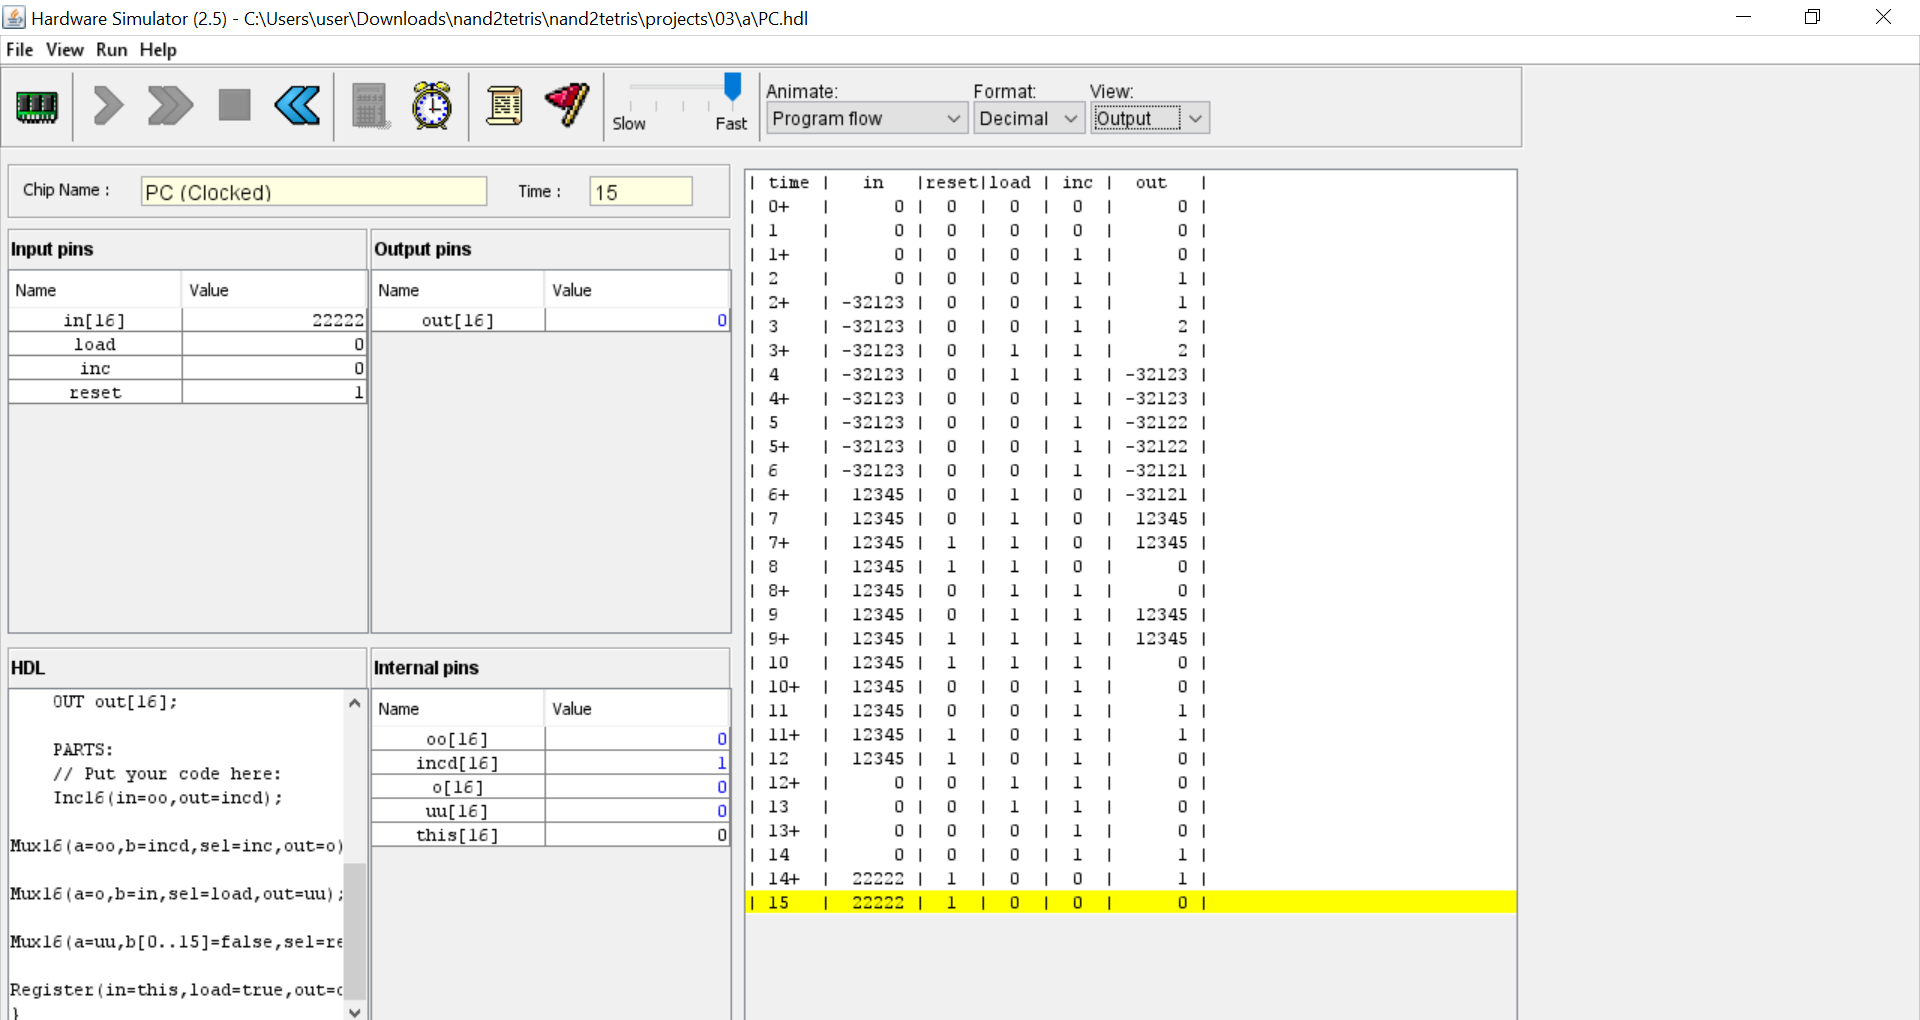 Hardware Simulator (2.5) - C:\Users\user\Downloads\nand2tetris\nand2tetris\projects\03\a\PC.hdl
File View Run Help
Slow Fast
Animate: Format: View:
Program flow Decimal Output
Chip Name : PC (Clocked) Time : 15
Input pins
Name Value
in[16] 22222
load 0
inc 0
reset 1
Output pins
Name Value
out[16] 0
HDL
OUT out[16];
PARTS:
// Put your code here:
Inc16(in=oo,out=incd);
Mux16(a=oo,b=incd,sel=inc,out=o)
Mux16(a=o,b=in,sel=load,out=uu);
Mux16(a=uu,b[0..15]=false,sel=re
Register(in=this,load=true,out=
}
Internal pins
Name Value
oo[16] 0
incd[16] 1
o[16] 0
uu[16] 0
this[16] 0
| time | in |reset|load | inc | out |
| 0+ | 0 | 0 | 0 | 0 | 0 |
| 1 | 0 | 0 | 0 | 0 | 0 |
| 1+ | 0 | 0 | 0 | 1 | 0 |
| 2 | 0 | 0 | 0 | 1 | 1 |
| 2+ | -32123 | 0 | 0 | 1 | 1 |
| 3 | -32123 | 0 | 0 | 1 | 2 |
| 3+ | -32123 | 0 | 1 | 1 | 2 |
| 4 | -32123 | 0 | 1 | 1 | -32123 |
| 4+ | -32123 | 0 | 0 | 1 | -32123 |
| 5 | -32123 | 0 | 0 | 1 | -32122 |
| 5+ | -32123 | 0 | 0 | 1 | -32122 |
| 6 | -32123 | 0 | 0 | 1 | -32121 |
| 6+ | 12345 | 0 | 1 | 0 | -32121 |
| 7 | 12345 | 0 | 1 | 0 | 12345 |
| 7+ | 12345 | 1 | 1 | 0 | 12345 |
| 8 | 12345 | 1 | 1 | 0 | 0 |
| 8+ | 12345 | 0 | 1 | 1 | 0 |
| 9 | 12345 | 0 | 1 | 1 | 12345 |
| 9+ | 12345 | 1 | 1 | 1 | 12345 |
| 10 | 12345 | 1 | 1 | 1 | 0 |
| 10+ | 12345 | 0 | 0 | 1 | 0 |
| 11 | 12345 | 0 | 0 | 1 | 1 |
| 11+ | 12345 | 1 | 0 | 1 | 1 |
| 12 | 12345 | 1 | 0 | 1 | 0 |
| 12+ | 0 | 0 | 1 | 1 | 0 |
| 13 | 0 | 0 | 1 | 1 | 0 |
| 13+ | 0 | 0 | 0 | 1 | 0 |
| 14 | 0 | 0 | 0 | 1 | 1 |
| 14+ | 22222 | 1 | 0 | 0 | 1 |
| 15 | 22222 | 1 | 0 | 0 | 0 |